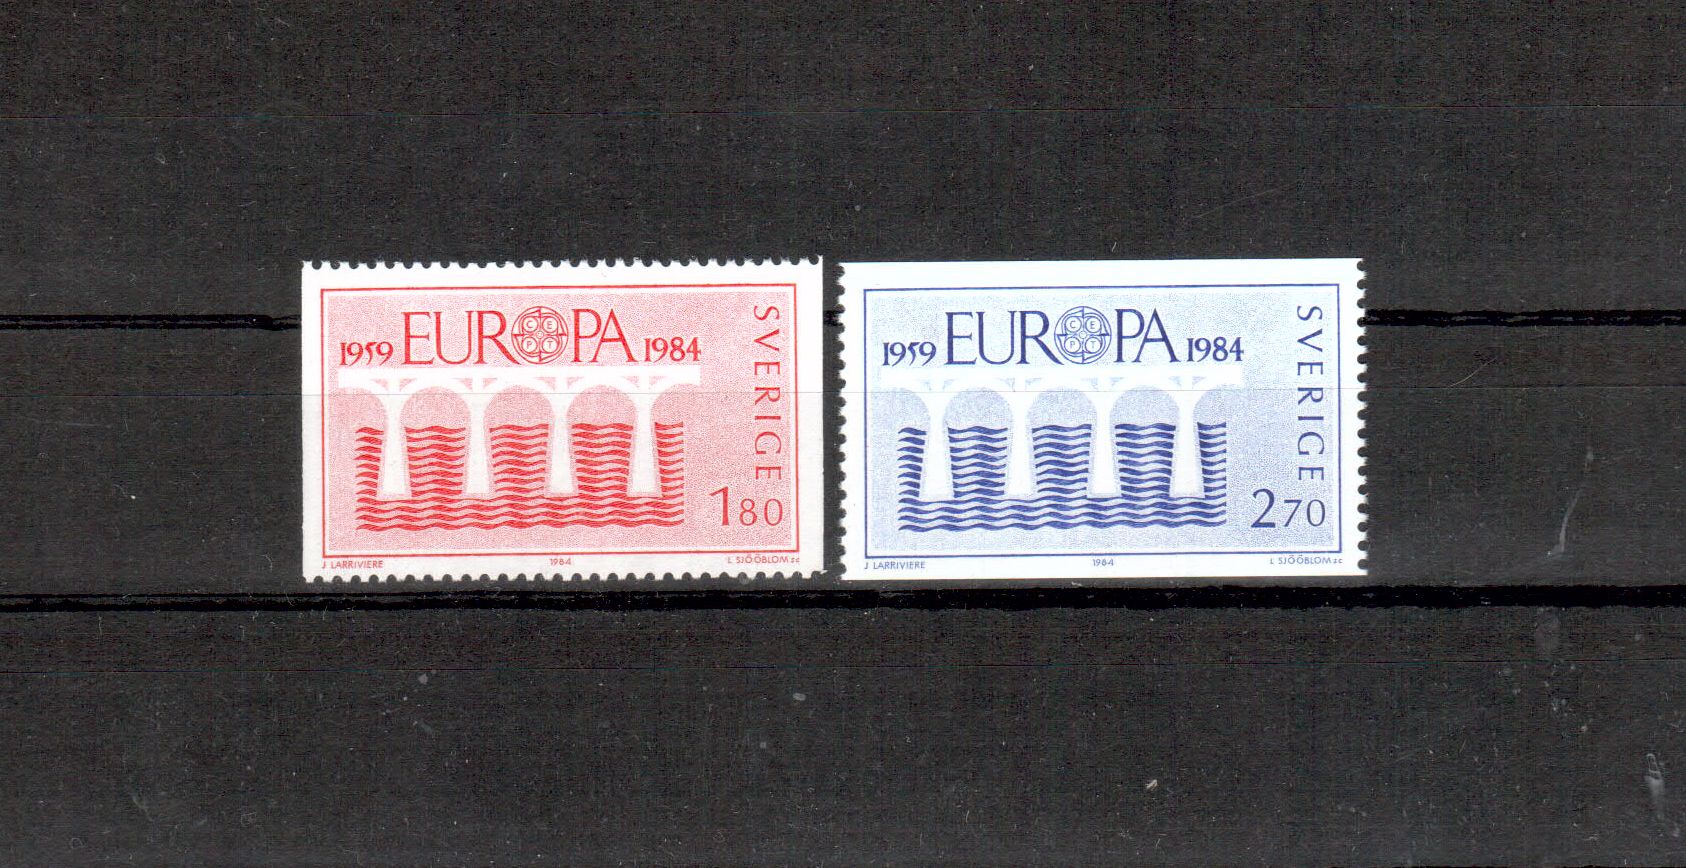 1959 EUROPA 1984
CEPT
SVERIGE
180
J LARRIVIERE 1984 L SJÖÖBLOM sc
1959 EUROPA 1984
CEPT
SVERIGE
270
J LARRIVIERE 1984 L SJÖÖBLOM sc